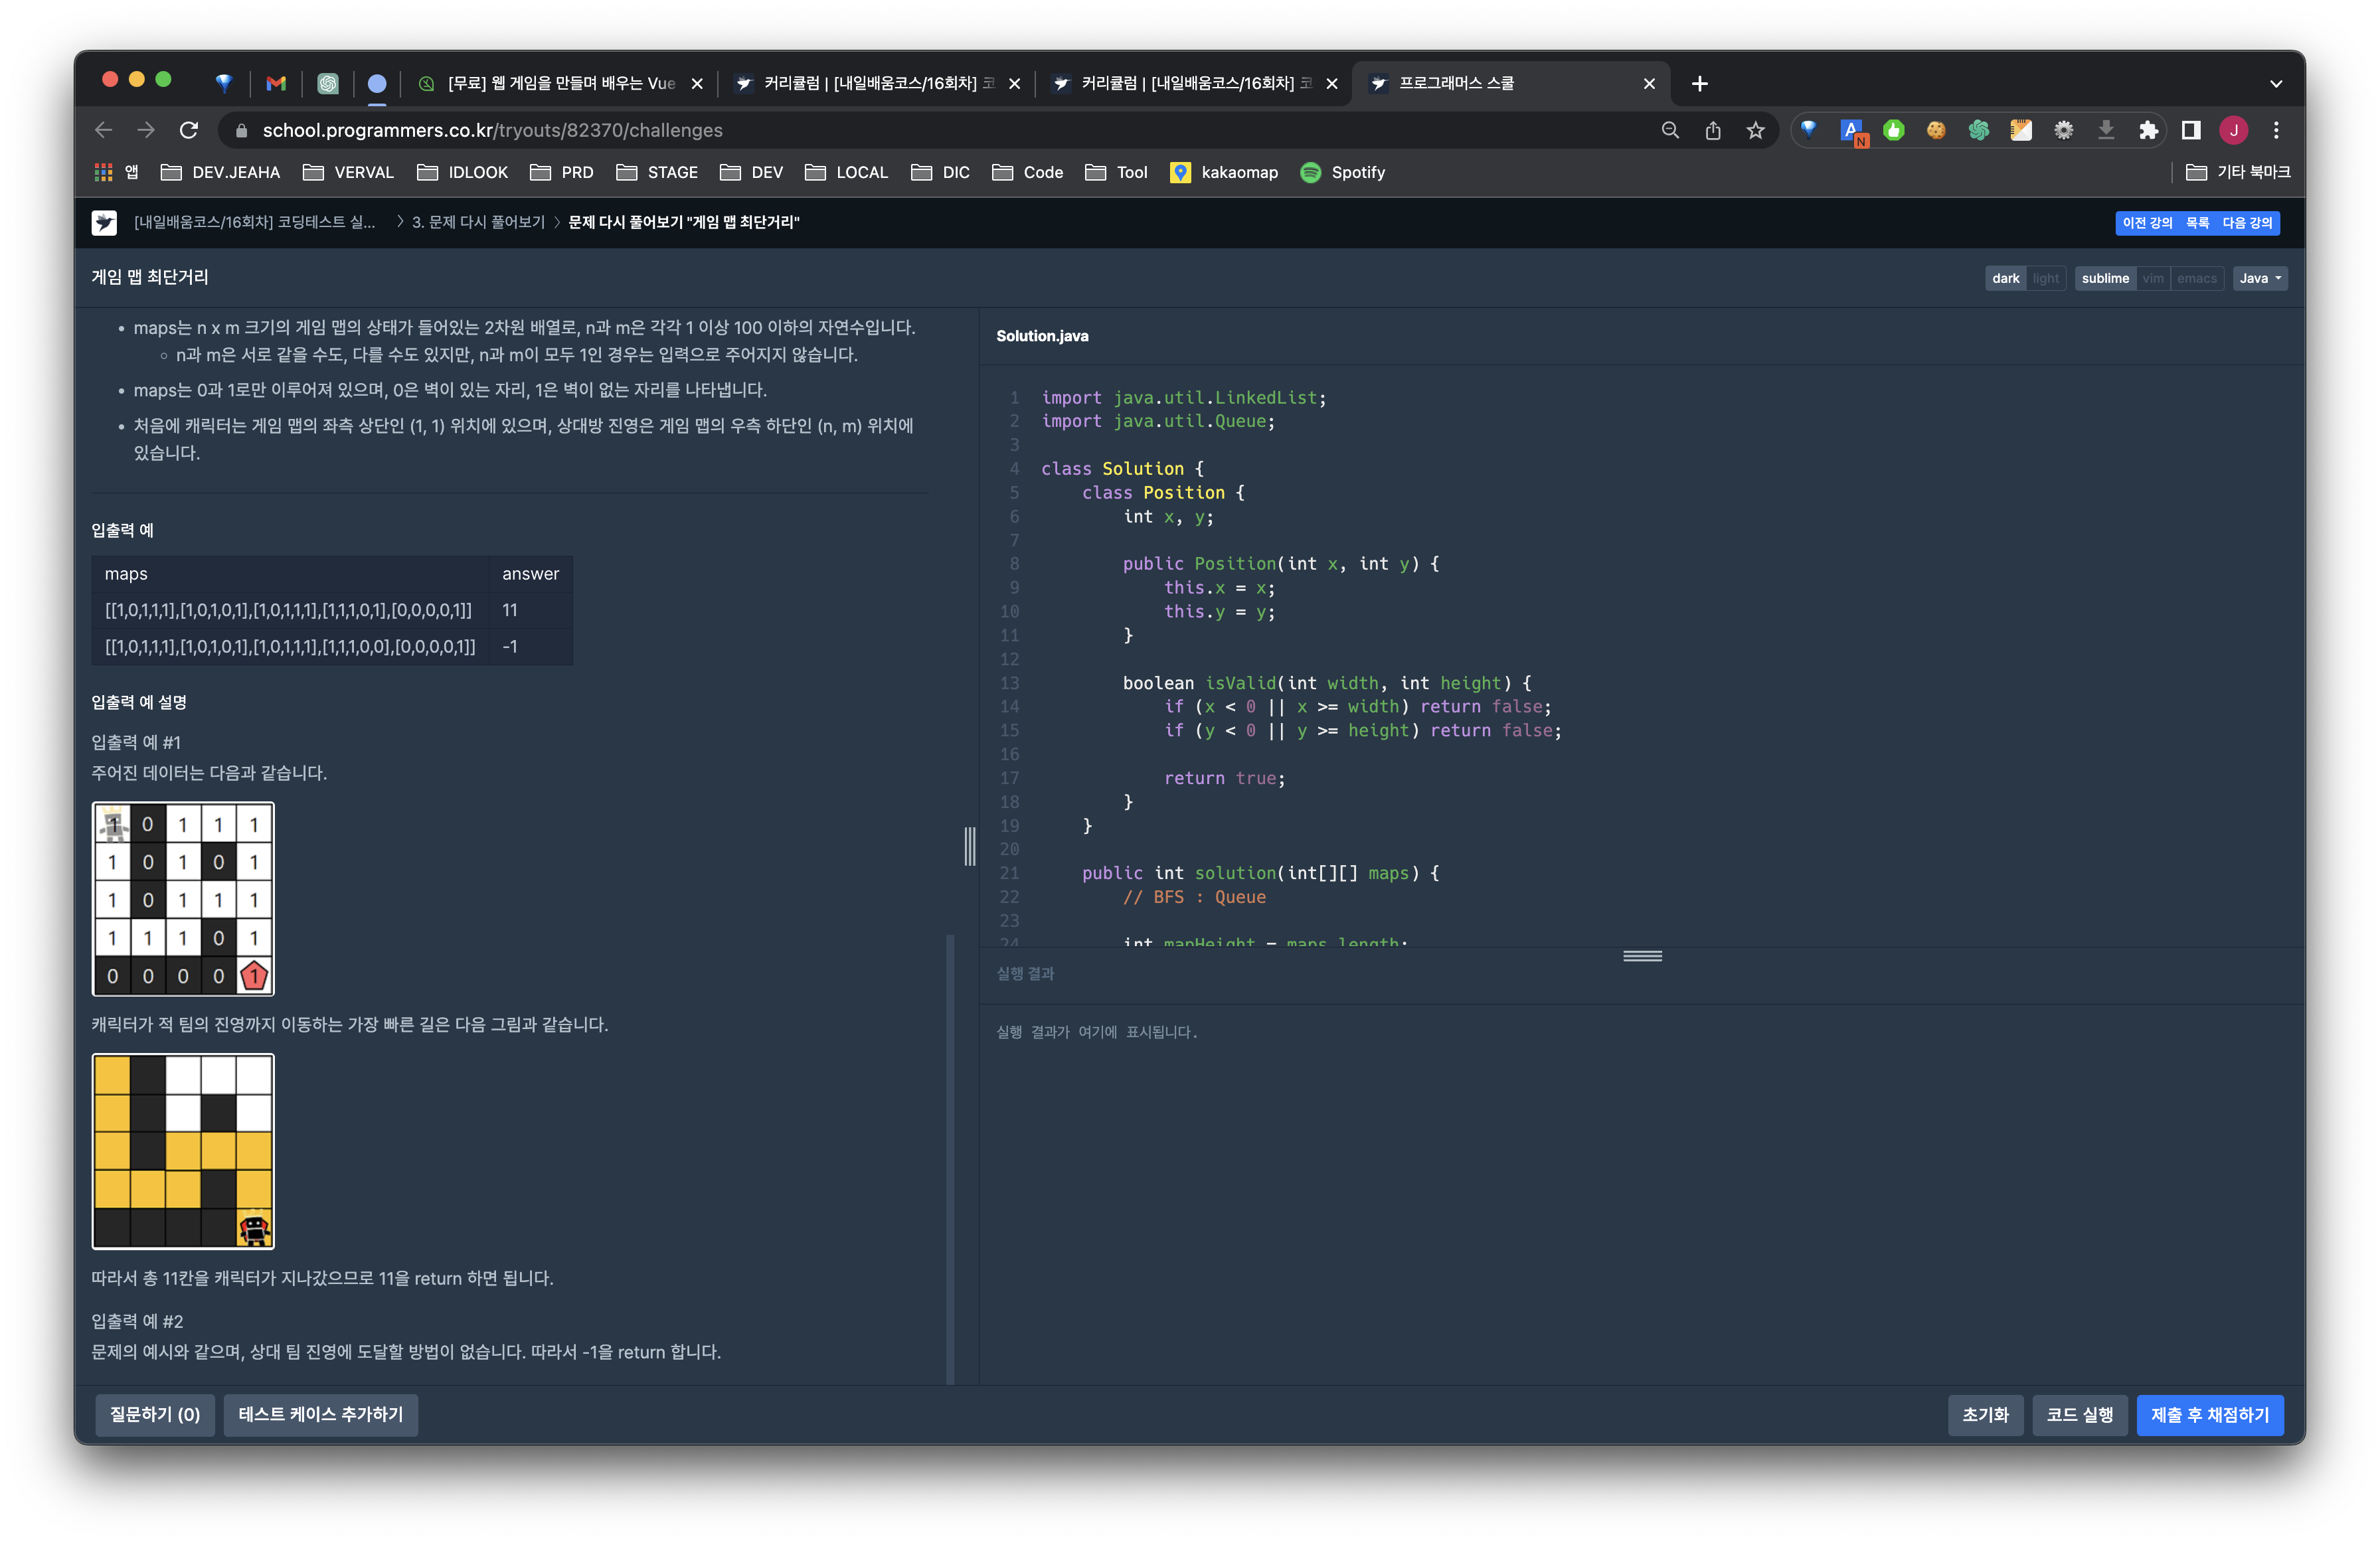 [무료] 웹 게임을 만들며 배우는 Vue
커리큘럼 | [내일배움코스/16회차] 코
커리큘럼 | [내일배움코스/16회차] 코
프로그래머스 스쿨
school.programmers.co.kr/tryouts/82370/challenges
A N J
앱 DEV.JEAHA VERVAL IDLOOK PRD STAGE DEV LOCAL DIC Code Tool kakaomap Spotify 기타 북마크
[내일배움코스/16회차] 코딩테스트 실... > 3. 문제 다시 풀어보기 > 문제 다시 풀어보기 "게임 맵 최단거리"
이전 강의 목록 다음 강의
게임 맵 최단거리
dark light sublime vim emacs Java
• maps는 n x m 크기의 게임 맵의 상태가 들어있는 2차원 배열로, n과 m은 각각 1 이상 100 이하의 자연수입니다.
◦ n과 m은 서로 같을 수도, 다를 수도 있지만, n과 m이 모두 1인 경우는 입력으로 주어지지 않습니다.
• maps는 0과 1로만 이루어져 있으며, 0은 벽이 있는 자리, 1은 벽이 없는 자리를 나타냅니다.
• 처음에 캐릭터는 게임 맵의 좌측 상단인 (1, 1) 위치에 있으며, 상대방 진영은 게임 맵의 우측 하단인 (n, m) 위치에
있습니다.
입출력 예
maps answer
[[1,0,1,1,1],[1,0,1,0,1],[1,0,1,1,1],[1,1,1,0,1],[0,0,0,0,1]] 11
[[1,0,1,1,1],[1,0,1,0,1],[1,0,1,1,1],[1,1,1,0,0],[0,0,0,0,1]] -1
입출력 예 설명
입출력 예 #1
주어진 데이터는 다음과 같습니다.
1 0 1 1 1
1 0 1 0 1
1 0 1 1 1
1 1 1 0 1
0 0 0 0 1
캐릭터가 적 팀의 진영까지 이동하는 가장 빠른 길은 다음 그림과 같습니다.
따라서 총 11칸을 캐릭터가 지나갔으므로 11을 return 하면 됩니다.
입출력 예 #2
문제의 예시와 같으며, 상대 팀 진영에 도달할 방법이 없습니다. 따라서 -1을 return 합니다.
Solution.java
1 import java.util.LinkedList;
2 import java.util.Queue;
3
4 class Solution {
5 class Position {
6 int x, y;
7
8 public Position(int x, int y) {
9 this.x = x;
10 this.y = y;
11 }
12
13 boolean isValid(int width, int height) {
14 if (x < 0 || x >= width) return false;
15 if (y < 0 || y >= height) return false;
16
17 return true;
18 }
19 }
20
21 public int solution(int[][] maps) {
22 // BFS : Queue
23
24 int mapHeight = maps.length;
실행 결과
실행 결과가 여기에 표시됩니다.
질문하기 (0) 테스트 케이스 추가하기
초기화 코드 실행 제출 후 채점하기